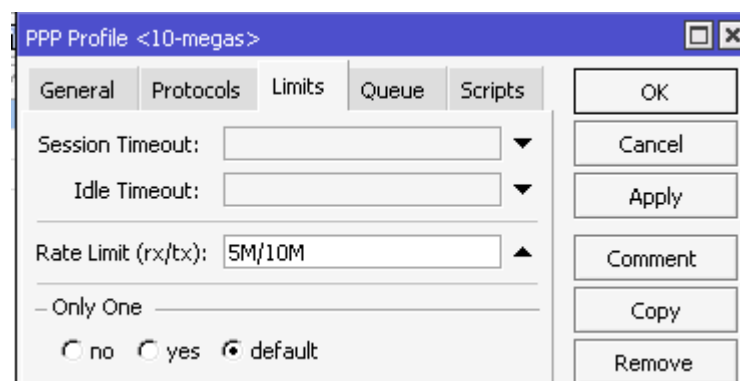 PPP Profile <10-megas>
General Protocols Limits Queue Scripts
OK
Session Timeout:
Cancel
Idle Timeout:
Apply
Rate Limit (rx/tx): 5M/10M
Comment
Only One
Copy
no yes default
Remove